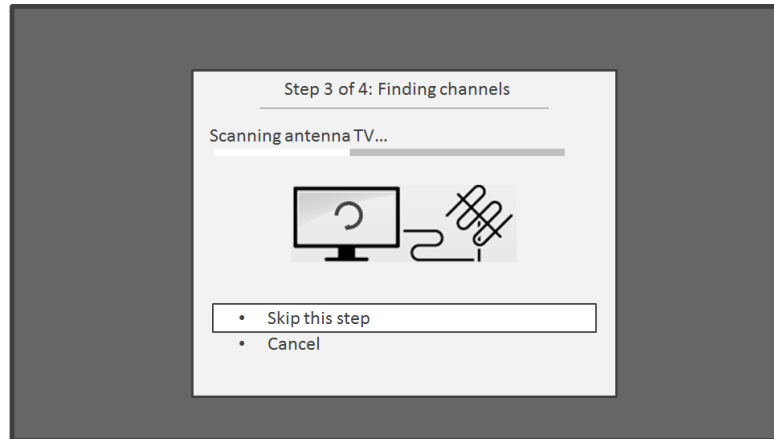 Step 3 of 4: Finding channels
Scanning antenna TV...
• Skip this step
• Cancel